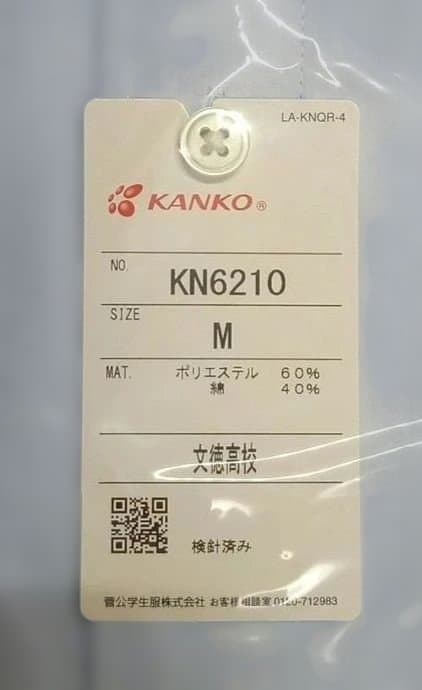 LA-KNQR-4
KANKO®
NO. KN6210
SIZE M
MAT. ポリエステル 60%
綿 40%
文徳高校
検針済み
菅公学生服株式会社 お客様相談室 0120-712983